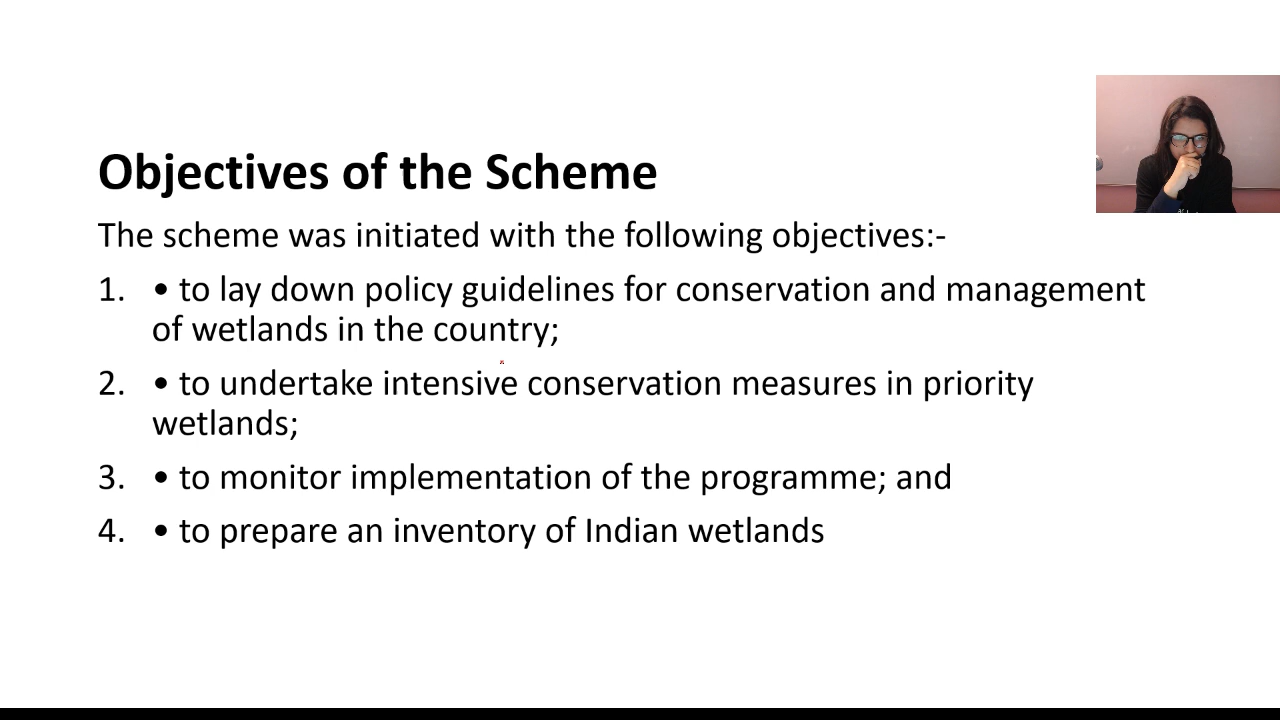 Objectives of the Scheme
The scheme was initiated with the following objectives:-
1. • to lay down policy guidelines for conservation and management
of wetlands in the country;
2. • to undertake intensive conservation measures in priority
wetlands;
3. • to monitor implementation of the programme; and
4. • to prepare an inventory of Indian wetlands